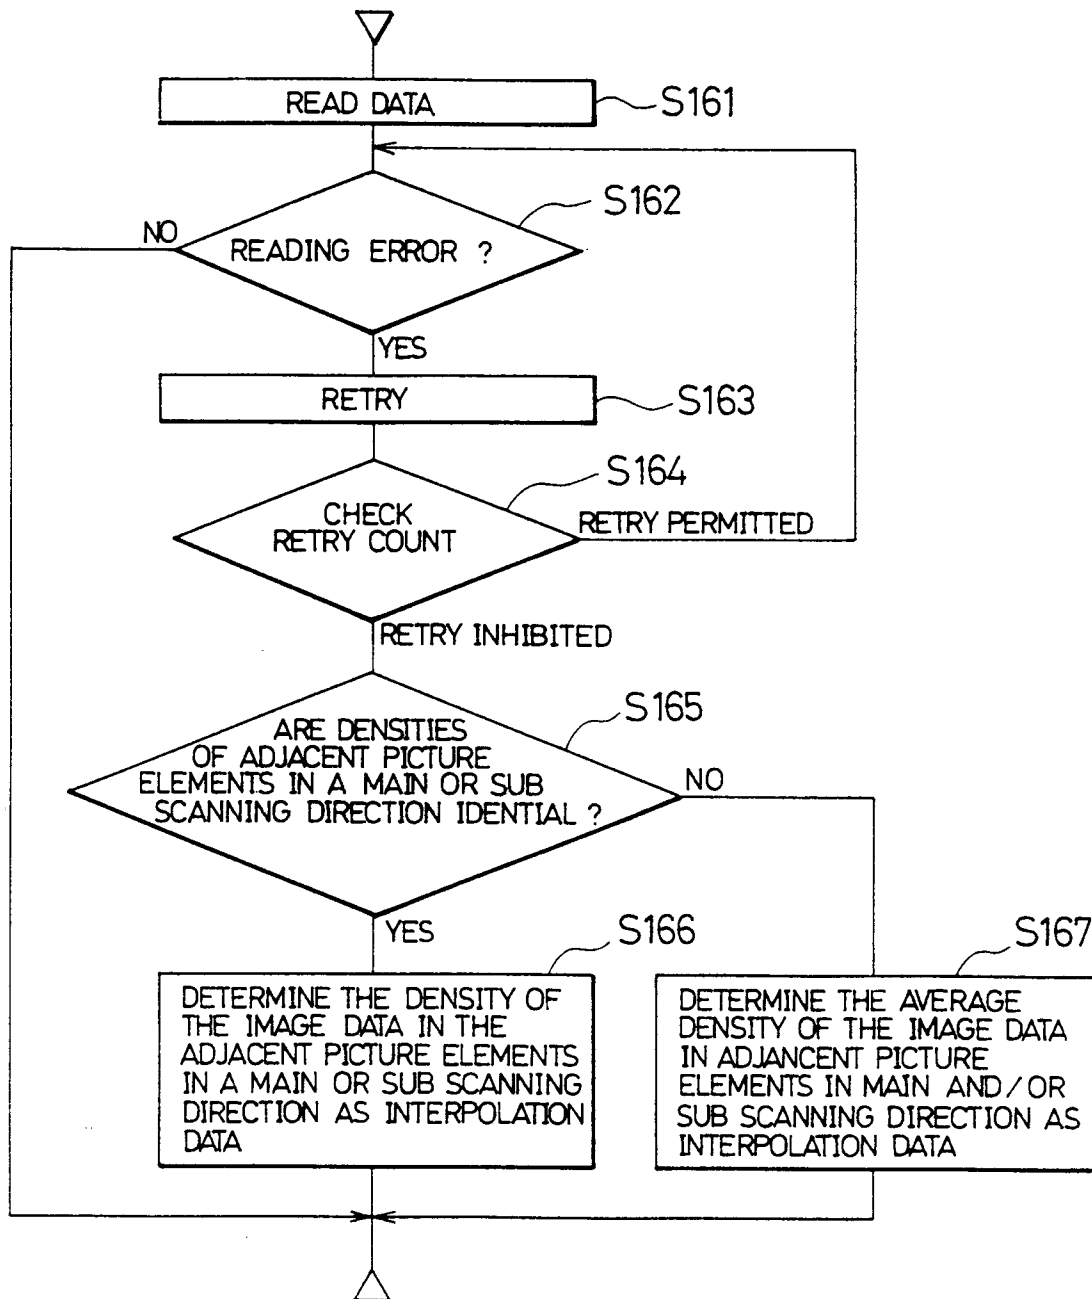 READ DATA
S161
S162
NO
READING ERROR ?
YES
RETRY
S163
S164
CHECK
RETRY COUNT
RETRY PERMITTED
RETRY INHIBITED
S165
ARE DENSITIES
OF ADJACENT PICTURE
ELEMENTS IN A MAIN OR SUB
SCANNING DIRECTION IDENTIAL ?
NO
YES
S166
DETERMINE THE DENSITY OF
THE IMAGE DATA IN THE
ADJACENT PICTURE ELEMENTS
IN A MAIN OR SUB SCANNING
DIRECTION AS INTERPOLATION
DATA
S167
DETERMINE THE AVERAGE
DENSITY OF THE IMAGE DATA
IN ADJANCENT PICTURE
ELEMENTS IN MAIN AND/OR
SUB SCANNING DIRECTION AS
INTERPOLATION DATA